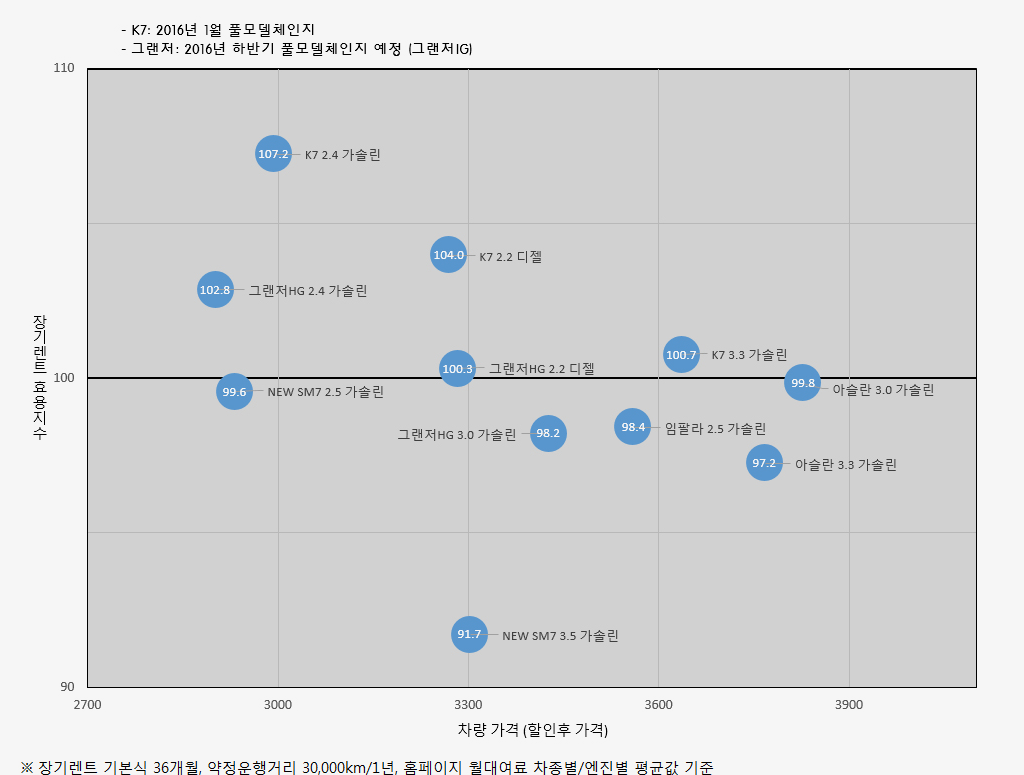 - K7: 2016년 1월 풀모델체인지
- 그랜저: 2016년 하반기 풀모델체인지 예정 (그랜저IG)
110
107.2 K7 2.4 가솔린
104.0 K7 2.2 디젤
102.8 그랜저HG 2.4 가솔린
장기렌트 효용지수
100.7 K7 3.3 가솔린
100.3 그랜저HG 2.2 디젤
100
99.8 아슬란 3.0 가솔린
99.6 NEW SM7 2.5 가솔린
그랜저HG 3.0 가솔린 98.2
98.4 임팔라 2.5 가솔린
97.2 아슬란 3.3 가솔린
91.7 NEW SM7 3.5 가솔린
90
2700 3000 3300 3600 3900
차량 가격 (할인후 가격)
※ 장기렌트 기본식 36개월, 약정운행거리 30,000km/1년, 홈페이지 월대여료 차종별/엔진별 평균값 기준